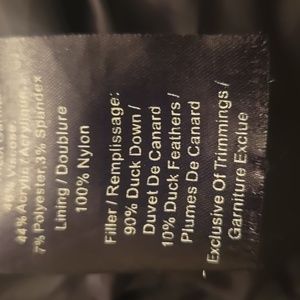 44% Acrylic / Acrylique
7% Polyester, 3% Spandex
Lining / Doublure
100% Nylon
Filler / Remplissage:
90% Duck Down /
Duvet De Canard
10% Duck Feathers /
Plumes De Canard
Exclusive Of Trimmings /
Garniture Exclue